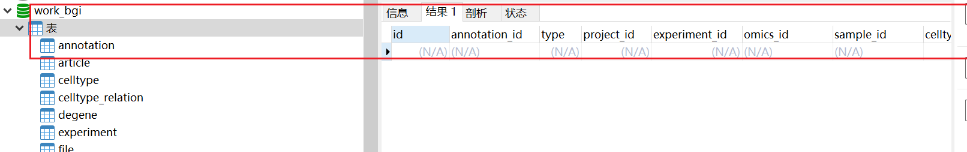 work_bgi
表
annotation
article
celltype
celltype_relation
degene
experiment
信息 结果 1 剖析 状态
id annotation_id type project_id experiment_id omics_id sample_id cellty
(N/A) (N/A) (N/A) (N/A) (N/A) (N/A) (N/A)